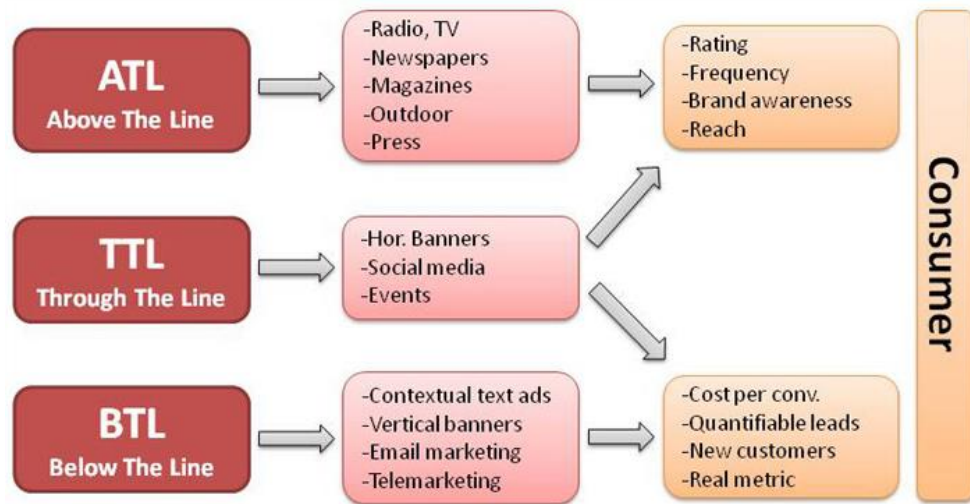 ATL
Above The Line
-Radio, TV
-Newspapers
-Magazines
-Outdoor
-Press
-Rating
-Frequency
-Brand awareness
-Reach
TTL
Through The Line
-Hor. Banners
-Social media
-Events
BTL
Below The Line
-Contextual text ads
-Vertical banners
-Email marketing
-Telemarketing
-Cost per conv.
-Quantifiable leads
-New customers
-Real metric
Consumer